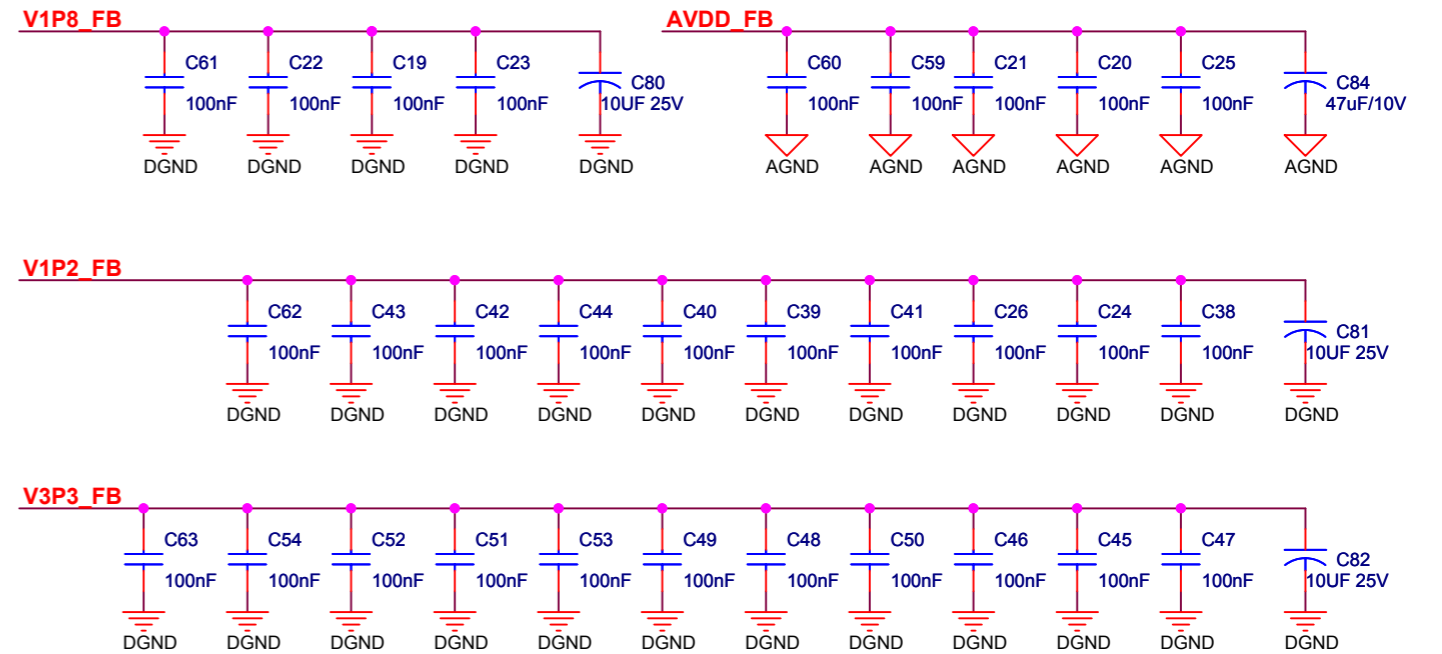 V1P8_FB AVDD_FB
C61 C22 C19 C23 C80 C60 C59 C21 C20 C25 C84
100nF 100nF 100nF 100nF 10UF 25V 100nF 100nF 100nF 100nF 100nF 47uF/10V
DGND DGND DGND DGND DGND AGND AGND AGND AGND AGND AGND
V1P2_FB
C62 C43 C42 C44 C40 C39 C41 C26 C24 C38 C81
100nF 100nF 100nF 100nF 100nF 100nF 100nF 100nF 100nF 100nF 10UF 25V
DGND DGND DGND DGND DGND DGND DGND DGND DGND DGND DGND
V3P3_FB
C63 C54 C52 C51 C53 C49 C48 C50 C46 C45 C47 C82
100nF 100nF 100nF 100nF 100nF 100nF 100nF 100nF 100nF 100nF 100nF 10UF 25V
DGND DGND DGND DGND DGND DGND DGND DGND DGND DGND DGND DGND